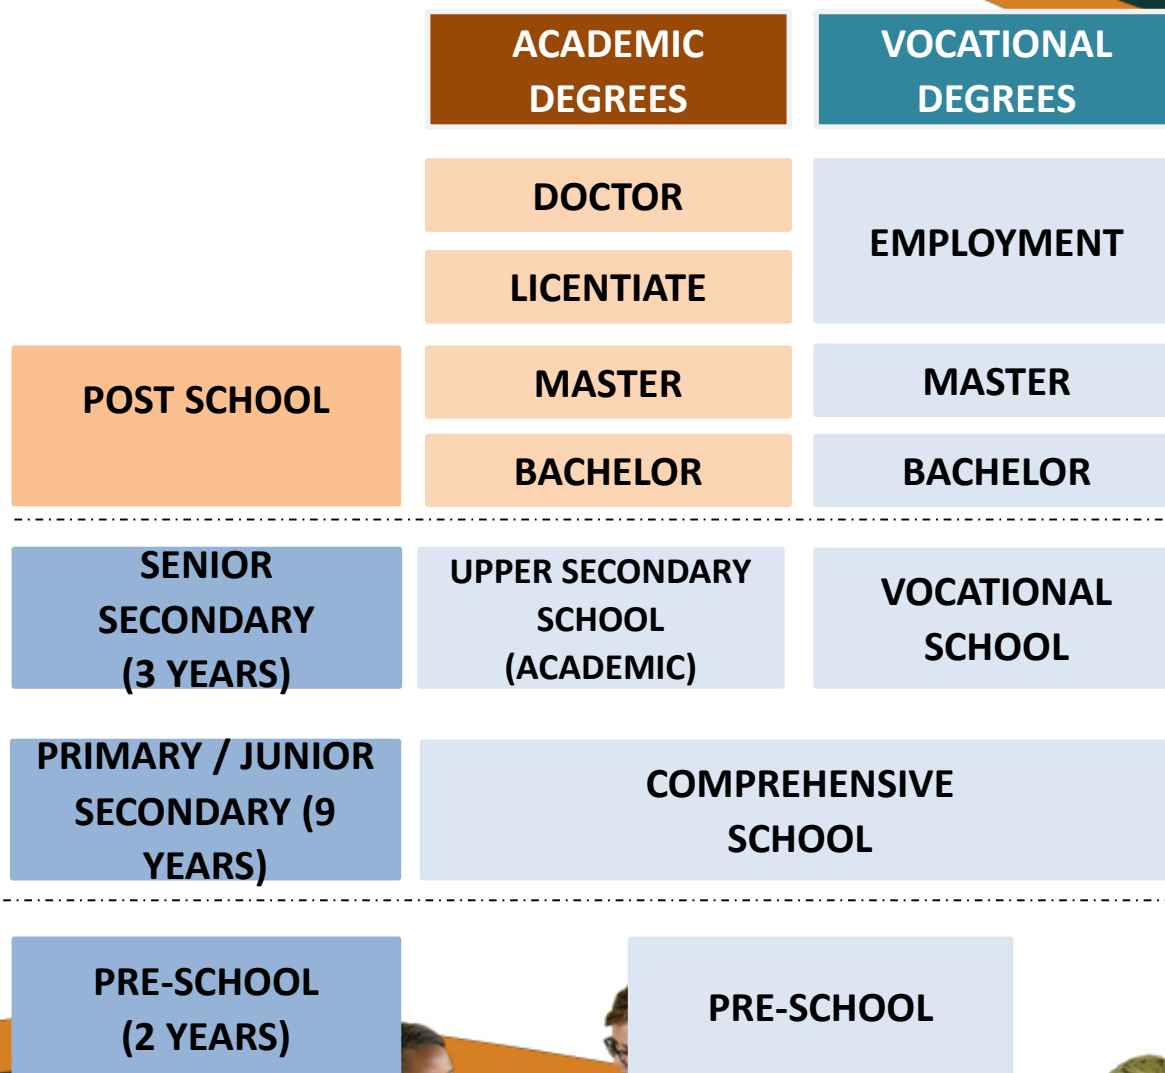 ACADEMIC
DEGREES
VOCATIONAL
DEGREES
DOCTOR
EMPLOYMENT
LICENTIATE
POST SCHOOL
MASTER
MASTER
BACHELOR
BACHELOR
SENIOR
SECONDARY
(3 YEARS)
UPPER SECONDARY
SCHOOL
(ACADEMIC)
VOCATIONAL
SCHOOL
PRIMARY / JUNIOR
SECONDARY (9
YEARS)
COMPREHENSIVE
SCHOOL
PRE-SCHOOL
(2 YEARS)
PRE-SCHOOL